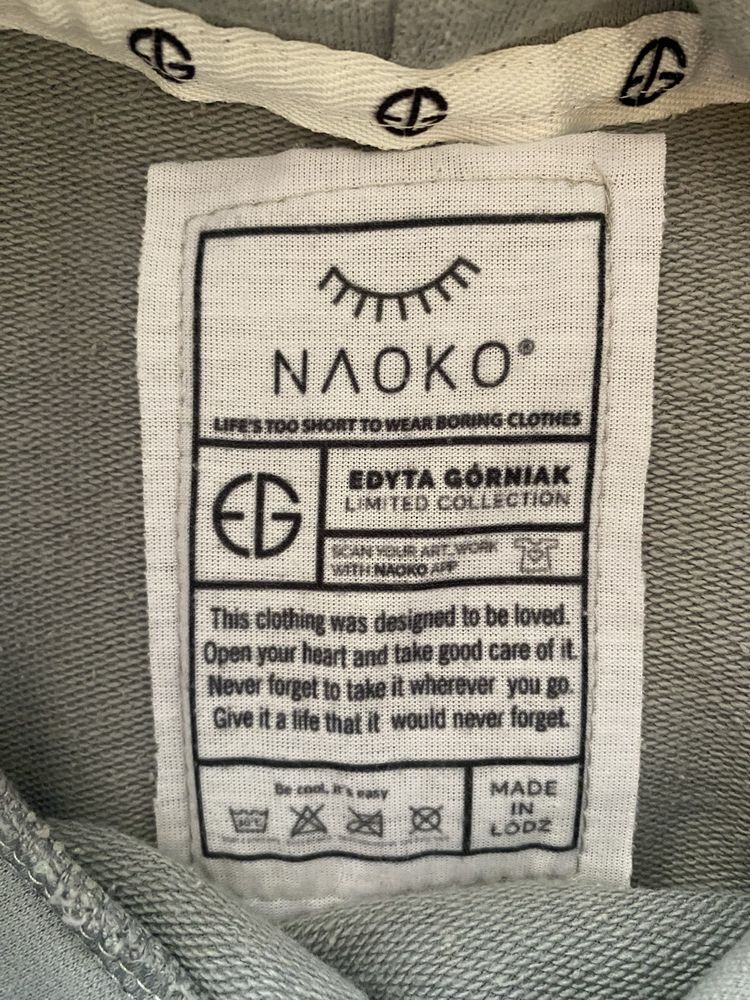 EG
EG
EG
NAOKO®
LIFE'S TOO SHORT TO WEAR BORING CLOTHES
EG
EDYTA GÓRNIAK
LIMITED COLLECTION
SCAN YOUR ART_WORK
WITH NAOKO APP
This clothing was designed to be loved.
Open your heart and take good care of it.
Never forget to take it wherever you go.
Give it a life that it would never forget.
Be cool, it's easy
30°C
MADE
IN
ŁÓDŹ